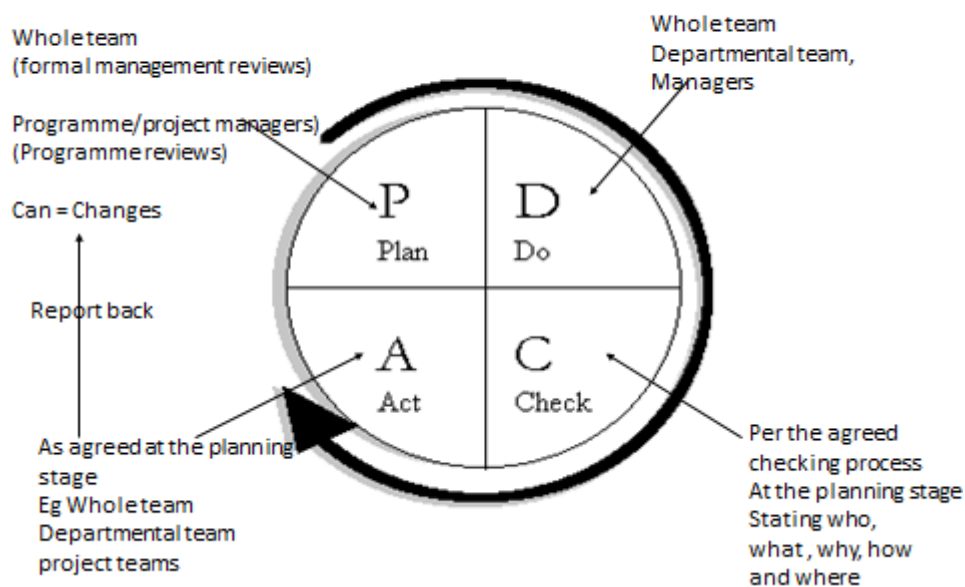 Whole team
(formal management reviews)
Programme/project managers)
(Programme reviews)
Can = Changes
Report back
As agreed at the planning
stage
Eg Whole team
Departmental team
project teams
Whole team
Departmental team,
Managers
P
Plan
D
Do
A
Act
C
Check
Per the agreed
checking process
At the planning stage
Stating who,
what , why, how
and where